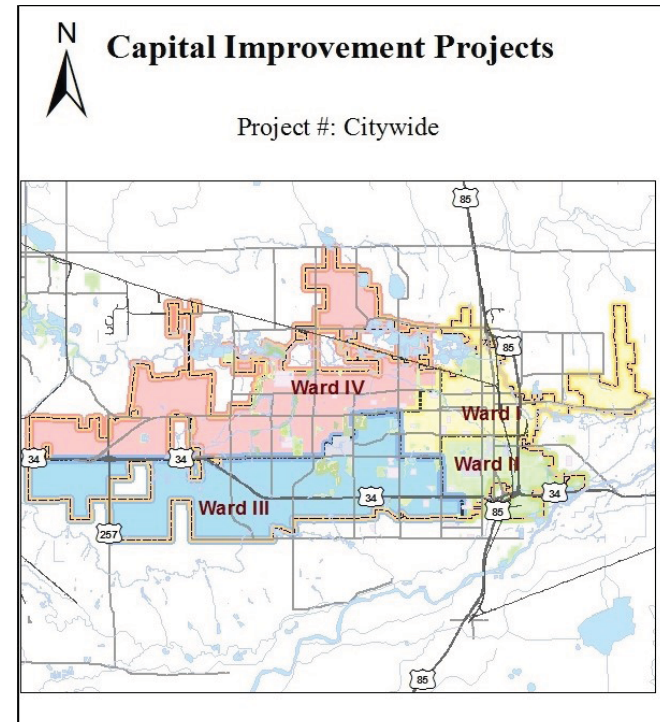 N
Capital Improvement Projects
Project #: Citywide
85
85
Ward IV
Ward I
34
34
Ward II
34
34
Ward III
85
257
85